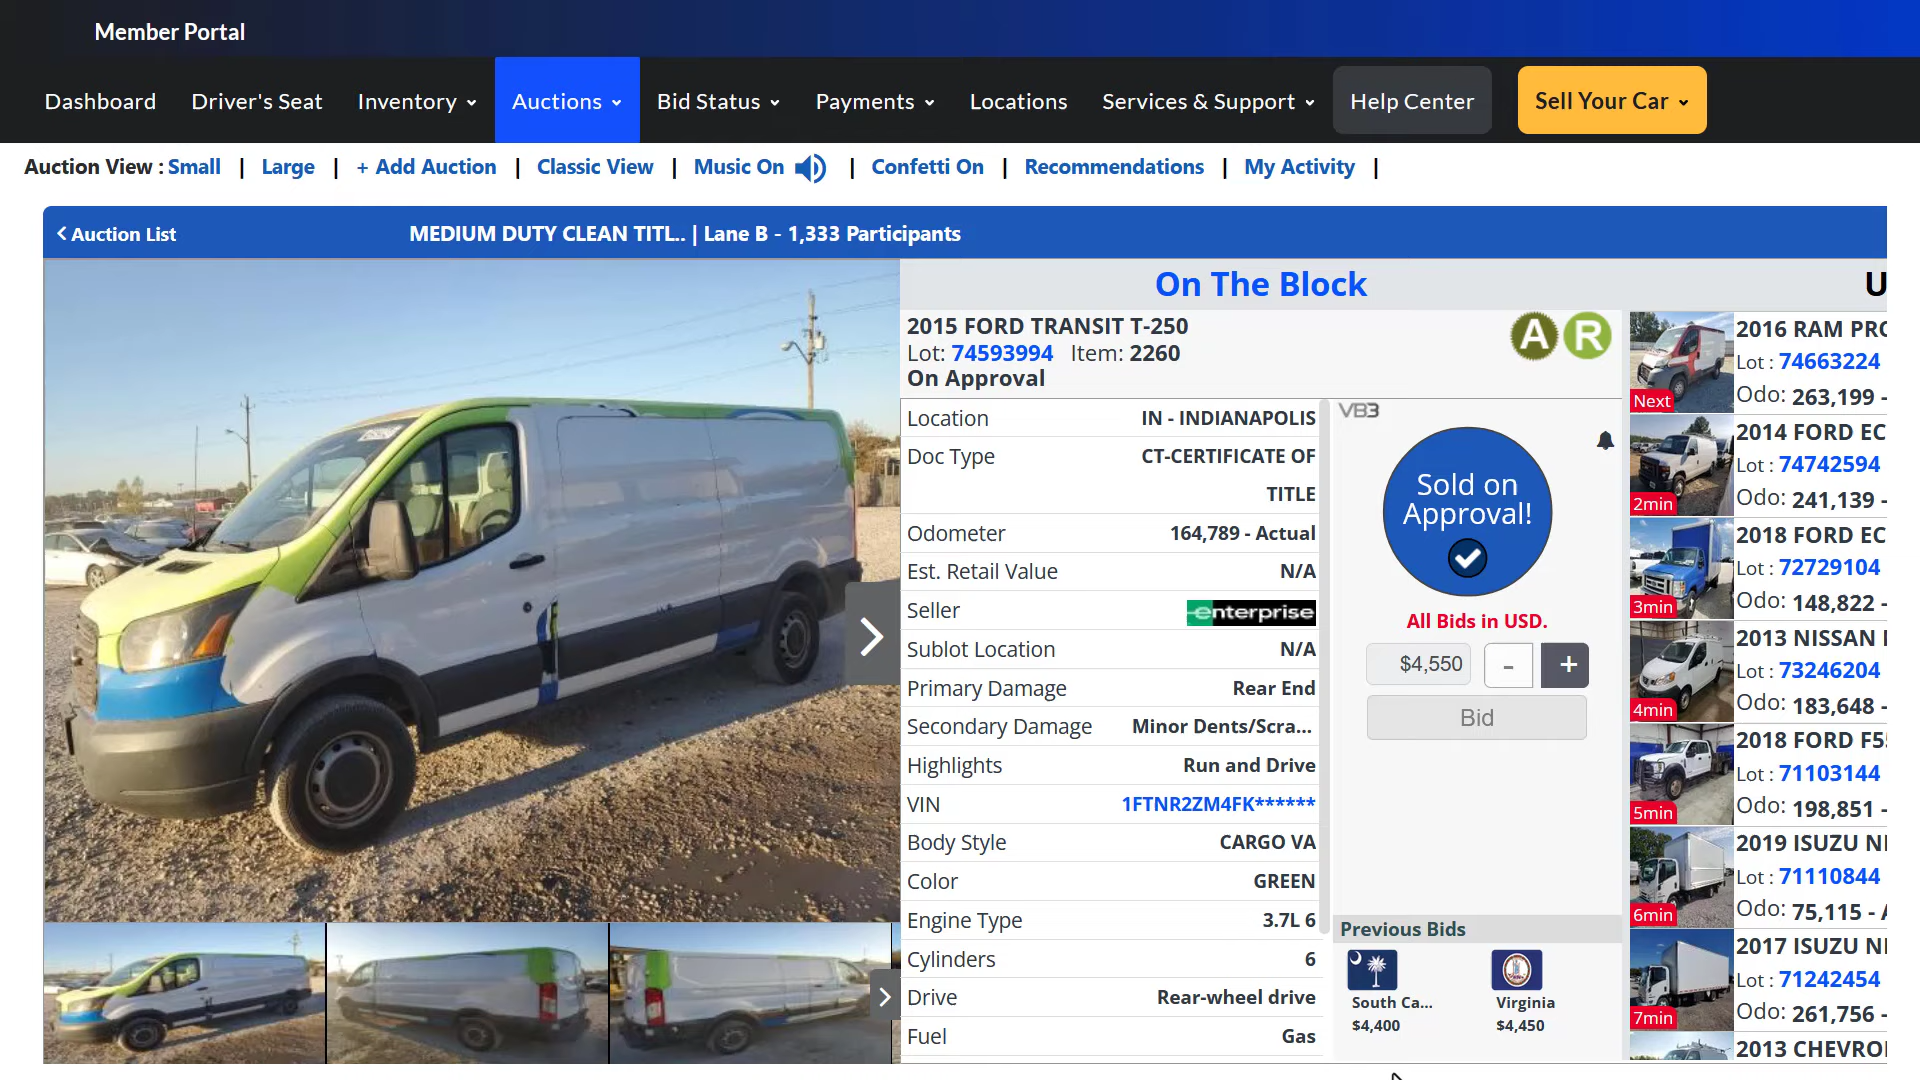 Member Portal
Dashboard Driver's Seat Inventory Auctions Bid Status Payments Locations Services & Support Help Center Sell Your Car
Auction View : Small | Large | + Add Auction | Classic View | Music On | Confetti On | Recommendations | My Activity |
Auction List MEDIUM DUTY CLEAN TITL.. | Lane B - 1,333 Participants
On The Block
2015 FORD TRANSIT T-250
Lot: 74593994 Item: 2260
On Approval
A R
Location IN - INDIANAPOLIS
Doc Type CT-CERTIFICATE OF
TITLE
Odometer 164,789 - Actual
Est. Retail Value N/A
Seller enterprise
Sublot Location N/A
Primary Damage Rear End
Secondary Damage Minor Dents/Scra...
Highlights Run and Drive
VIN 1FTNR2ZM4FK******
Body Style CARGO VA
Color GREEN
Engine Type 3.7L 6
Cylinders 6
Drive Rear-wheel drive
Fuel Gas
VB3
Sold on
Approval!
All Bids in USD.
$4,550 - +
Bid
Previous Bids
South Ca... Virginia
$4,400 $4,450
U
2016 RAM PRO
Lot : 74663224
Next Odo: 263,199 -
2014 FORD EC
Lot : 74742594
2min Odo: 241,139 -
2018 FORD EC
Lot : 72729104
3min Odo: 148,822 -
2013 NISSAN
Lot : 73246204
4min Odo: 183,648 -
2018 FORD F5
Lot : 71103144
5min Odo: 198,851 -
2019 ISUZU
Lot : 71110844
6min Odo: 75,115 -
2017 ISUZU
Lot : 71242454
7min Odo: 261,756 -
2013 CHEVRO